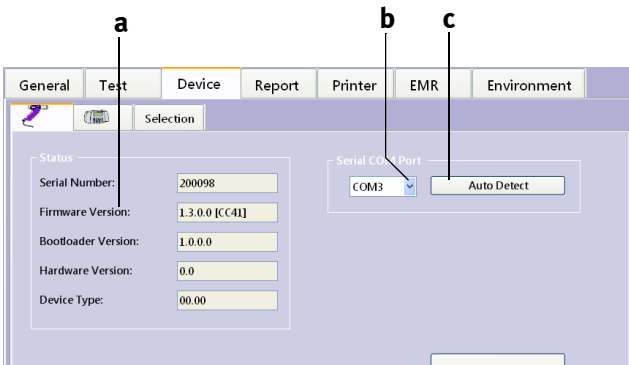 a b c
General Test Device Report Printer EMR Environment
Selection
Status
Serial COM Port
Serial Number: 200098
COM3 Auto Detect
Firmware Version: 1.3.0.0 [CC41]
Bootloader Version: 1.0.0.0
Hardware Version: 0.0
Device Type: 00.00